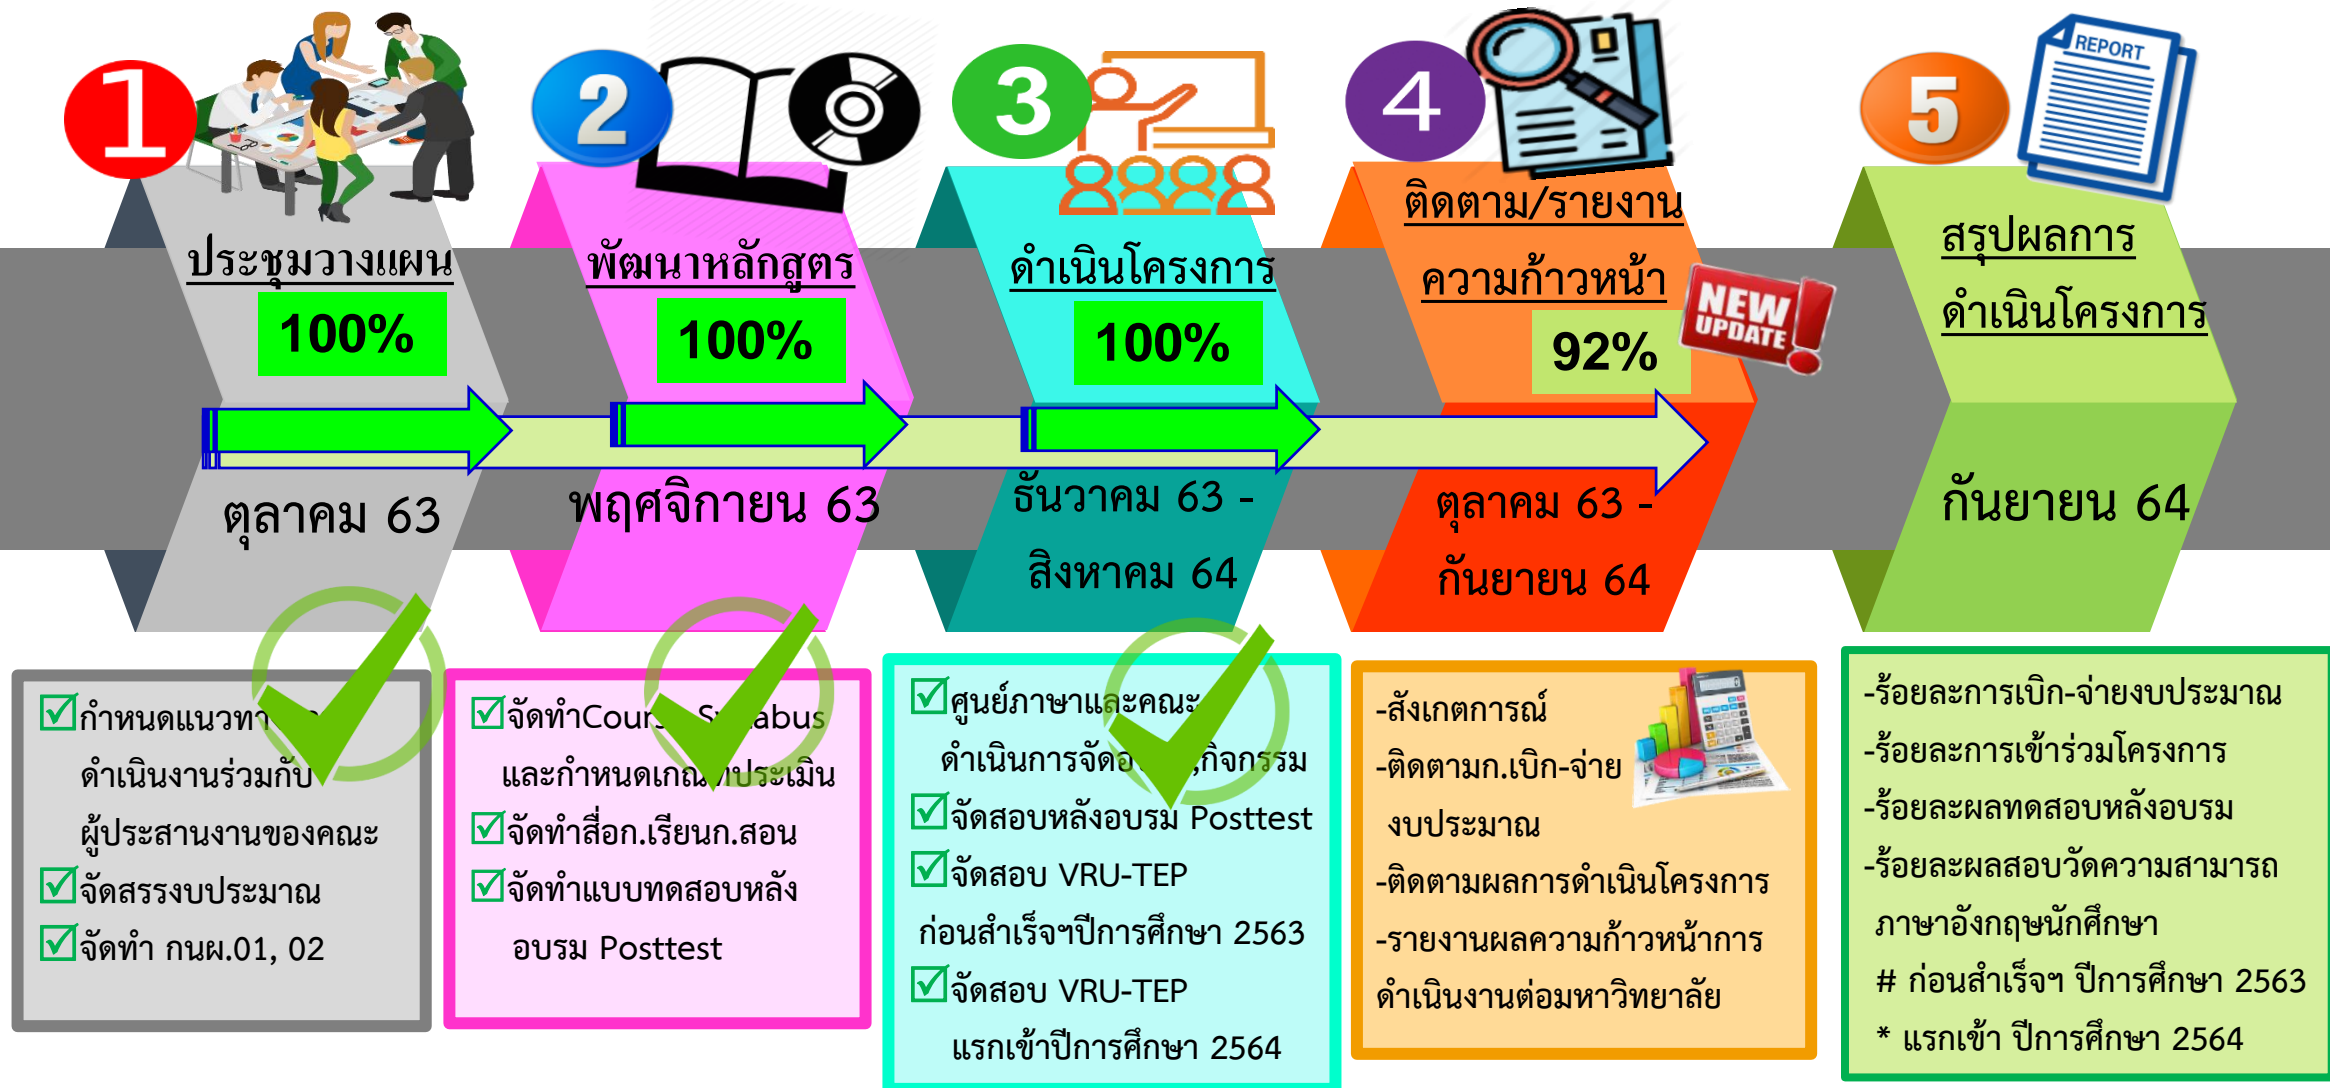 1
ประชุมวางแผน
100%
ตุลาคม 63
กำหนดแนวทา
ดำเนินงานร่วมกับ
ผู้ประสานงานของคณะ
จัดสรรงบประมาณ
จัดทำ กนผ.01, 02
2
พัฒนาหลักสูตร
100%
พฤศจิกายน 63
จัดทำCourse Syllabus
และกำหนดเกณฑ์ประเมิน
จัดทำสื่อก.เรียนก.สอน
จัดทำแบบทดสอบหลัง
อบรม Posttest
3
ดำเนินโครงการ
100%
ธันวาคม 63 -
สิงหาคม 64
ศูนย์ภาษาและคณะ
ดำเนินการจัด ,กิจกรรม
จัดสอบหลังอบรม Posttest
จัดสอบ VRU-TEP
ก่อนสำเร็จฯปีการศึกษา 2563
จัดสอบ VRU-TEP
แรกเข้าปีการศึกษา 2564
4
ติดตาม/รายงาน
ความก้าวหน้า
NEW
UPDATE
92%
ตุลาคม 63 -
กันยายน 64
-สังเกตการณ์
-ติดตามก.เบิก-จ่าย
งบประมาณ
-ติดตามผลการดำเนินโครงการ
-รายงานผลความก้าวหน้าการ
ดำเนินงานต่อมหาวิทยาลัย
5
REPORT
สรุปผลการ
ดำเนินโครงการ
กันยายน 64
-ร้อยละการเบิก-จ่ายงบประมาณ
-ร้อยละการเข้าร่วมโครงการ
-ร้อยละผลทดสอบหลังอบรม
-ร้อยละผลสอบวัดความสามารถ
ภาษาอังกฤษนักศึกษา
# ก่อนสำเร็จฯ ปีการศึกษา 2563
* แรกเข้า ปีการศึกษา 2564